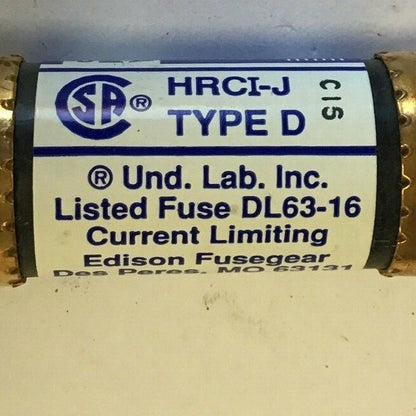 CSA ® HRCI-J
TYPE D
C15
® Und. Lab. Inc.
Listed Fuse DL63-16
Current Limiting
Edison Fusegear
Des Peres, MO 63131